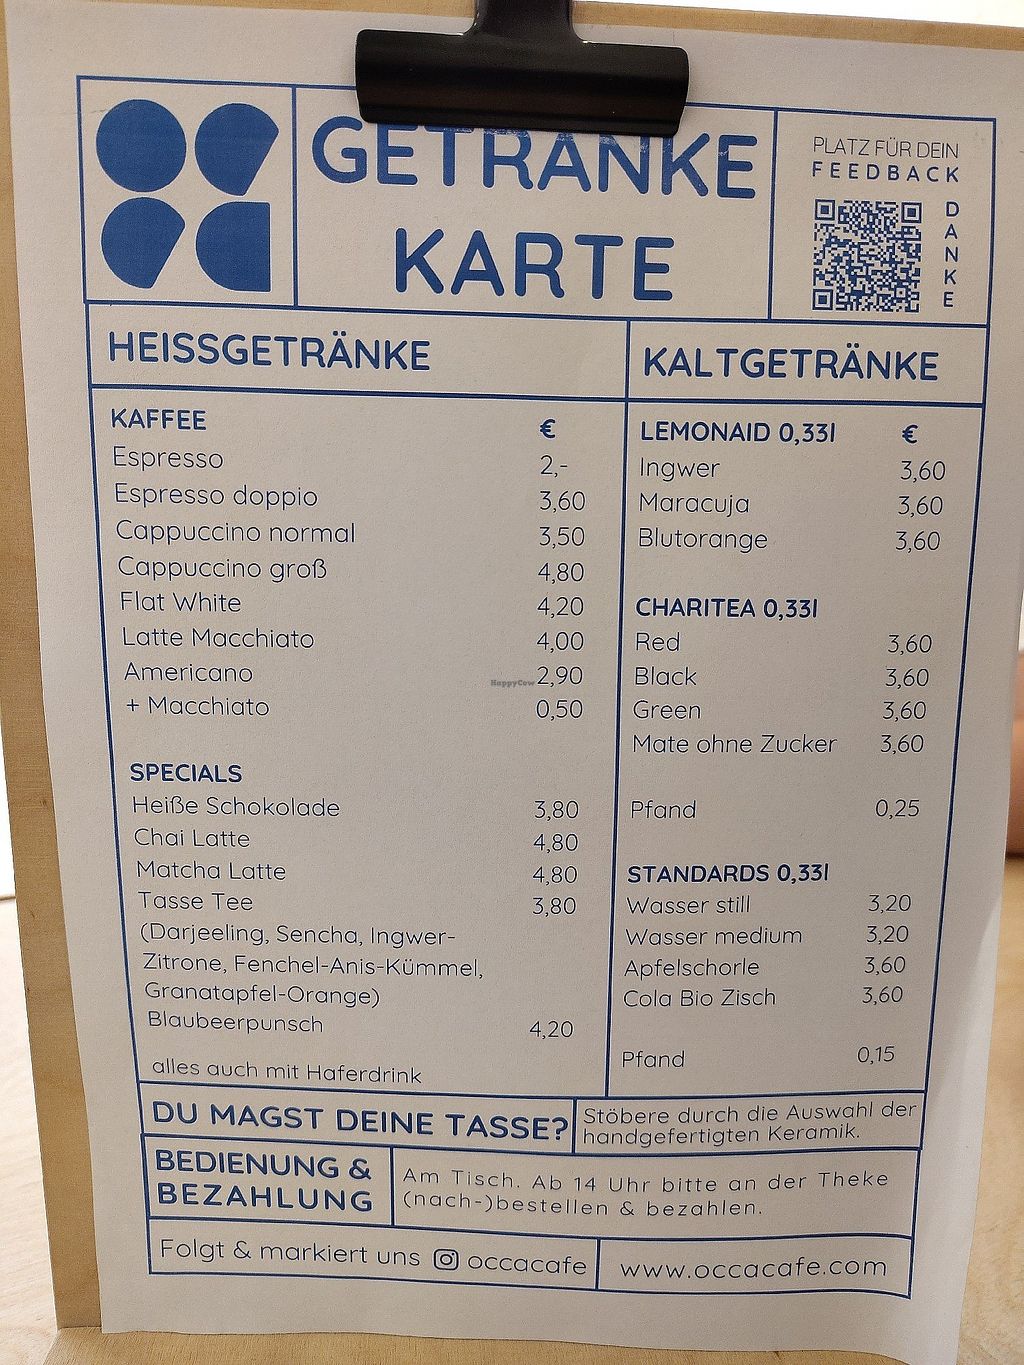 GETRÄNKE
KARTE
PLATZ FÜR DEIN
FEEDBACK
DANKE
HEISSGETRÄNKE
KAFFEE €
Espresso 2,-
Espresso doppio 3,60
Cappuccino normal 3,50
Cappuccino groß 4,80
Flat White 4,20
Latte Macchiato 4,00
Americano 2,90
+ Macchiato 0,50
HappyCow
SPECIALS
Heiße Schokolade 3,80
Chai Latte 4,80
Matcha Latte 4,80
Tasse Tee 3,80
(Darjeeling, Sencha, Ingwer-
Zitrone, Fenchel-Anis-Kümmel,
Granatapfel-Orange)
Blaubeerpunsch 4,20
alles auch mit Haferdrink
KALTGETRÄNKE
LEMONAID 0,33l €
Ingwer 3,60
Maracuja 3,60
Blutorange 3,60
CHARITEA 0,33l
Red 3,60
Black 3,60
Green 3,60
Mate ohne Zucker 3,60
Pfand 0,25
STANDARDS 0,33l
Wasser still 3,20
Wasser medium 3,20
Apfelschorle 3,60
Cola Bio Zisch 3,60
Pfand 0,15
DU MAGST DEINE TASSE?
Stöbere durch die Auswahl der
handgefertigten Keramik.
BEDIENUNG &
BEZAHLUNG
Am Tisch. Ab 14 Uhr bitte an der Theke
(nach-)bestellen & bezahlen.
Folgt & markiert uns occacafe
www.occacafe.com